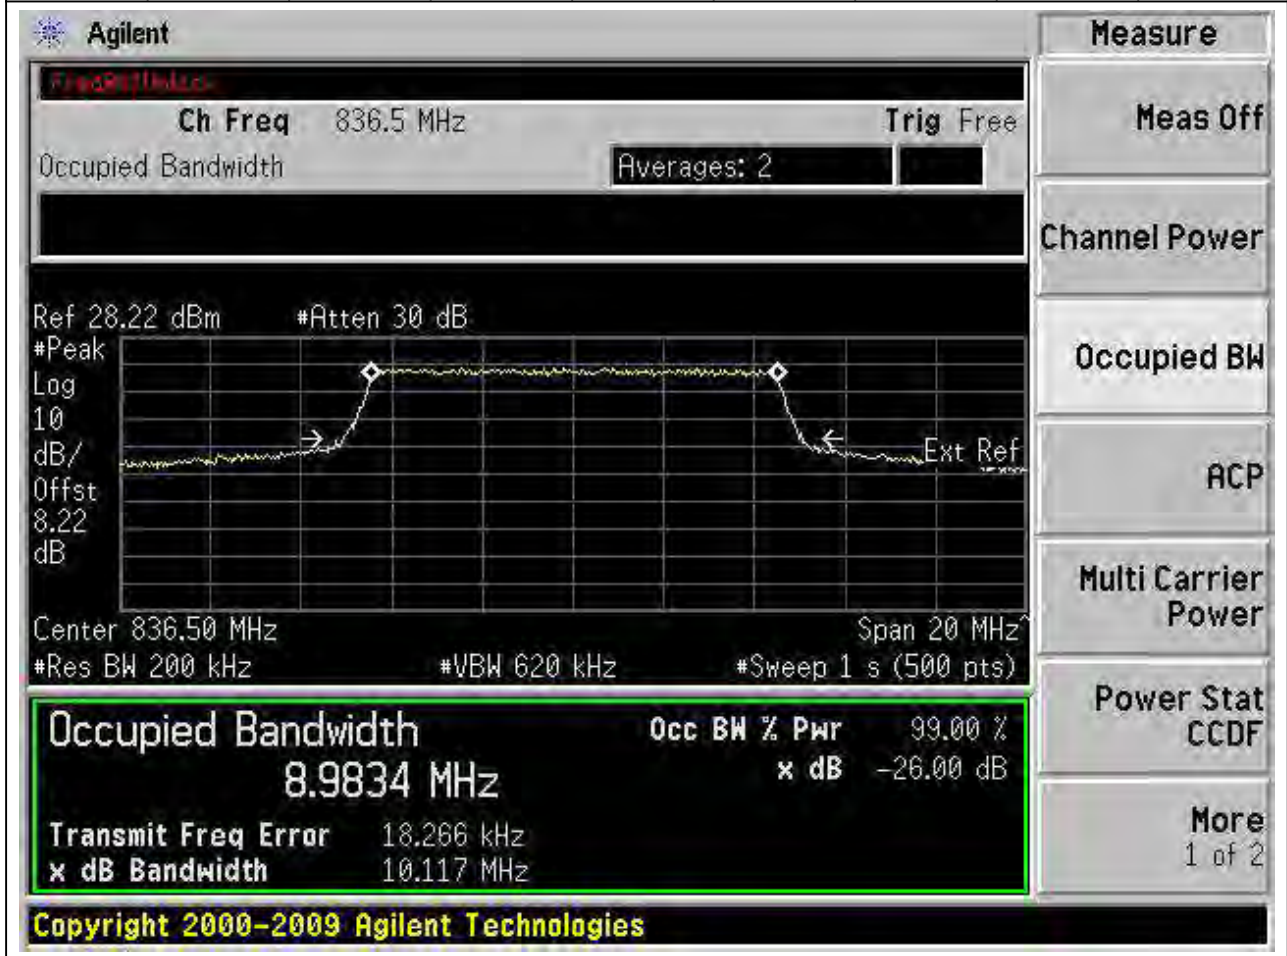 Agilent
Measure
Ch Freq 836.5 MHz Trig Free
Occupied Bandwidth Averages: 2
Meas Off
Channel Power
Occupied BW
ACP
Multi Carrier
Power
Power Stat
CCDF
More
1 of 2
Ref 28.22 dBm #Atten 30 dB
#Peak
Log
10
dB/
Offst
8.22
dB
Ext Ref
Center 836.50 MHz Span 20 MHz
#Res BW 200 kHz #VBW 620 kHz #Sweep 1 s (500 pts)
Occupied Bandwidth Occ BW % Pwr 99.00 %
8.9834 MHz x dB -26.00 dB
Transmit Freq Error 18.266 kHz
x dB Bandwidth 10.117 MHz
Copyright 2000-2009 Agilent Technologies